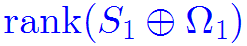 rank(S₁ ⊕ Ω₁)